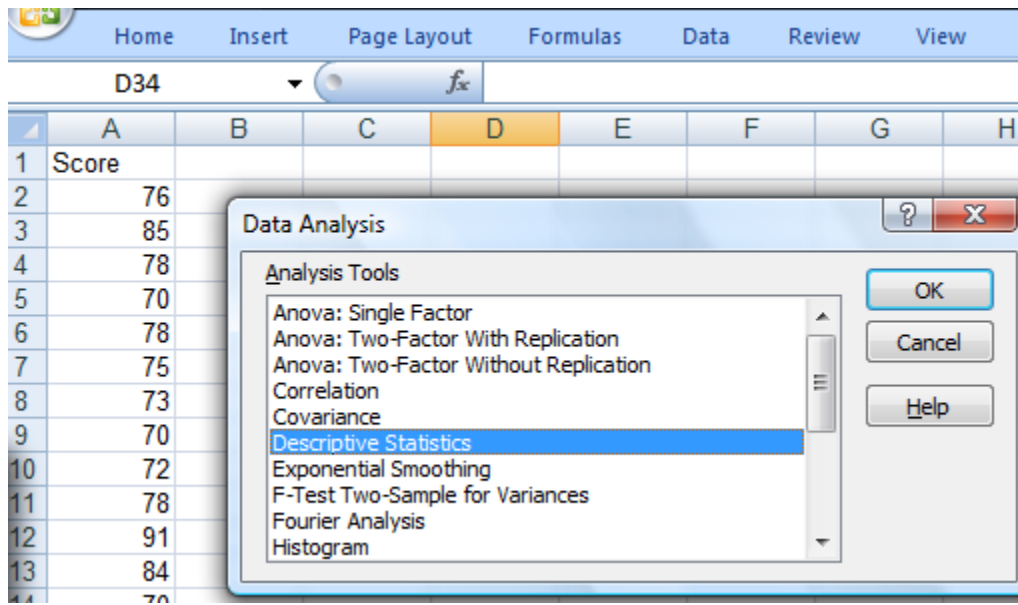 Home Insert Page Layout Formulas Data Review View
D34 fx
A B C D E F G H
1 Score
2 76
3 85
4 78
5 70
6 78
7 75
8 73
9 70
10 72
11 78
12 91
13 84
Data Analysis
Analysis Tools
Anova: Single Factor
Anova: Two-Factor With Replication
Anova: Two-Factor Without Replication
Correlation
Covariance
Descriptive Statistics
Exponential Smoothing
F-Test Two-Sample for Variances
Fourier Analysis
Histogram
?
OK
Cancel
Help